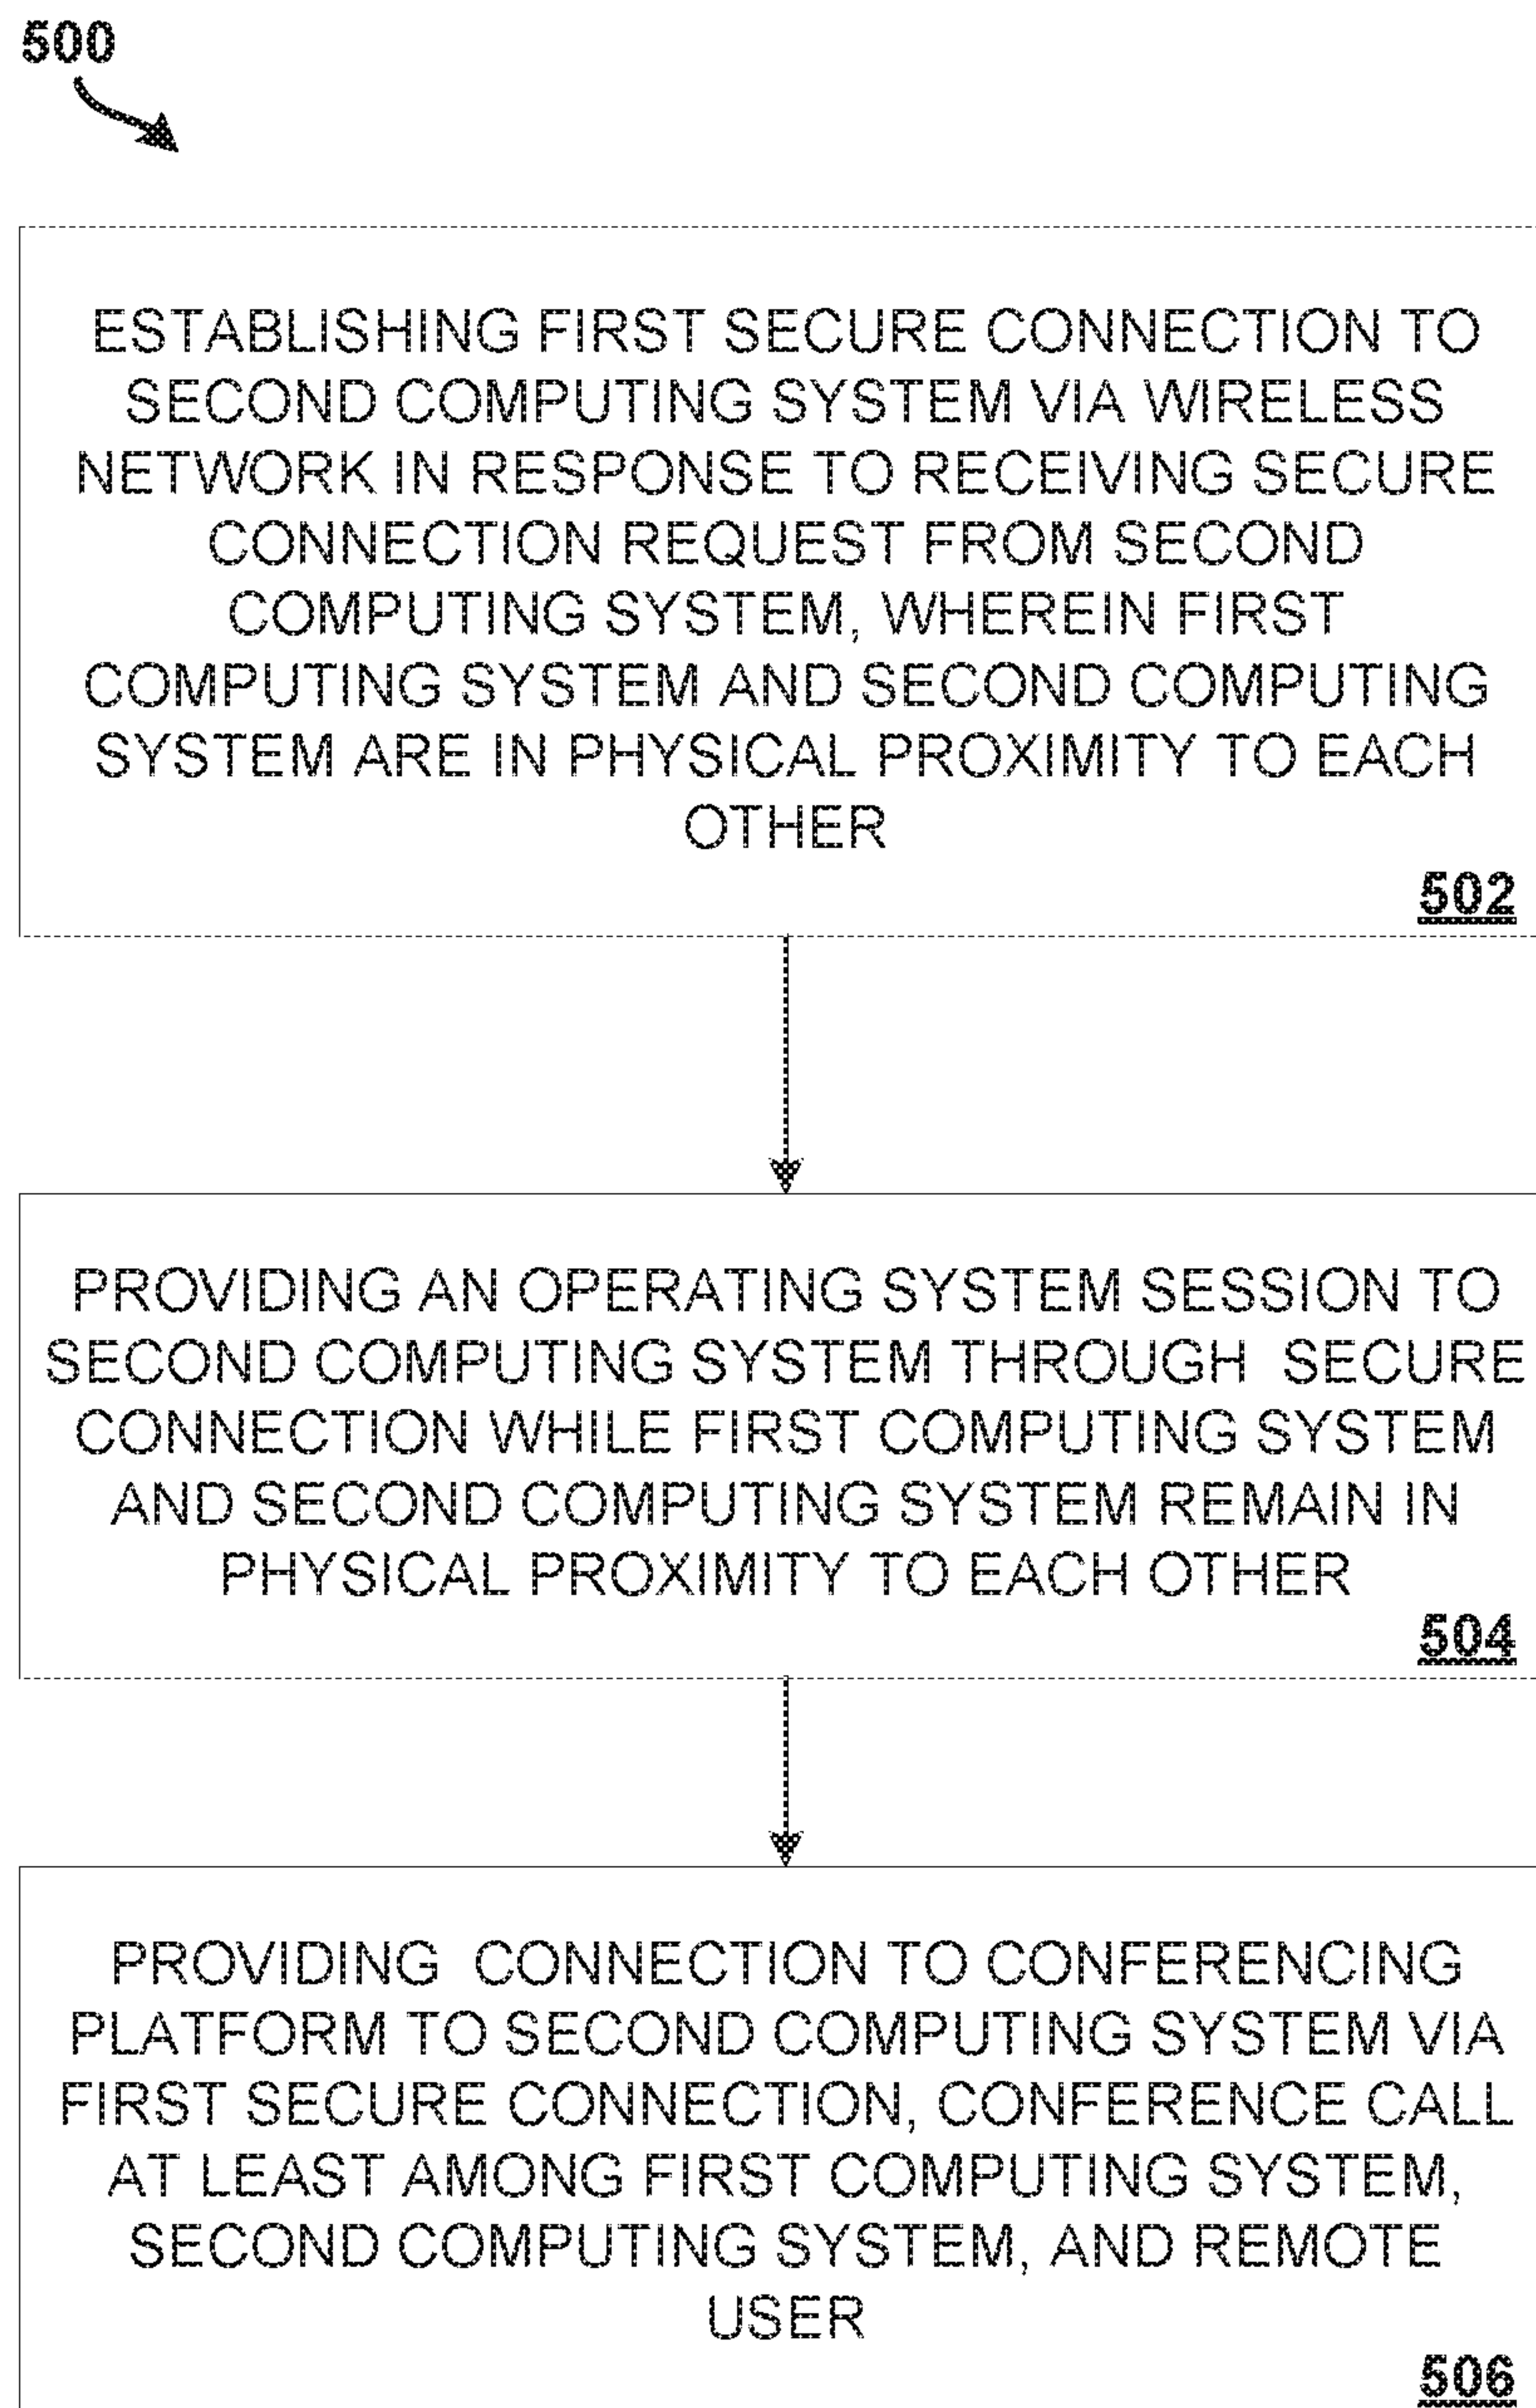 500
ESTABLISHING FIRST SECURE CONNECTION TO
SECOND COMPUTING SYSTEM VIA WIRELESS
NETWORK IN RESPONSE TO RECEIVING SECURE
CONNECTION REQUEST FROM SECOND
COMPUTING SYSTEM, WHEREIN FIRST
COMPUTING SYSTEM AND SECOND COMPUTING
SYSTEM ARE IN PHYSICAL PROXIMITY TO EACH
OTHER
502
PROVIDING AN OPERATING SYSTEM SESSION TO
SECOND COMPUTING SYSTEM THROUGH SECURE
CONNECTION WHILE FIRST COMPUTING SYSTEM
AND SECOND COMPUTING SYSTEM REMAIN IN
PHYSICAL PROXIMITY TO EACH OTHER
504
PROVIDING CONNECTION TO CONFERENCING
PLATFORM TO SECOND COMPUTING SYSTEM VIA
FIRST SECURE CONNECTION, CONFERENCE CALL
AT LEAST AMONG FIRST COMPUTING SYSTEM,
SECOND COMPUTING SYSTEM, AND REMOTE
USER
506